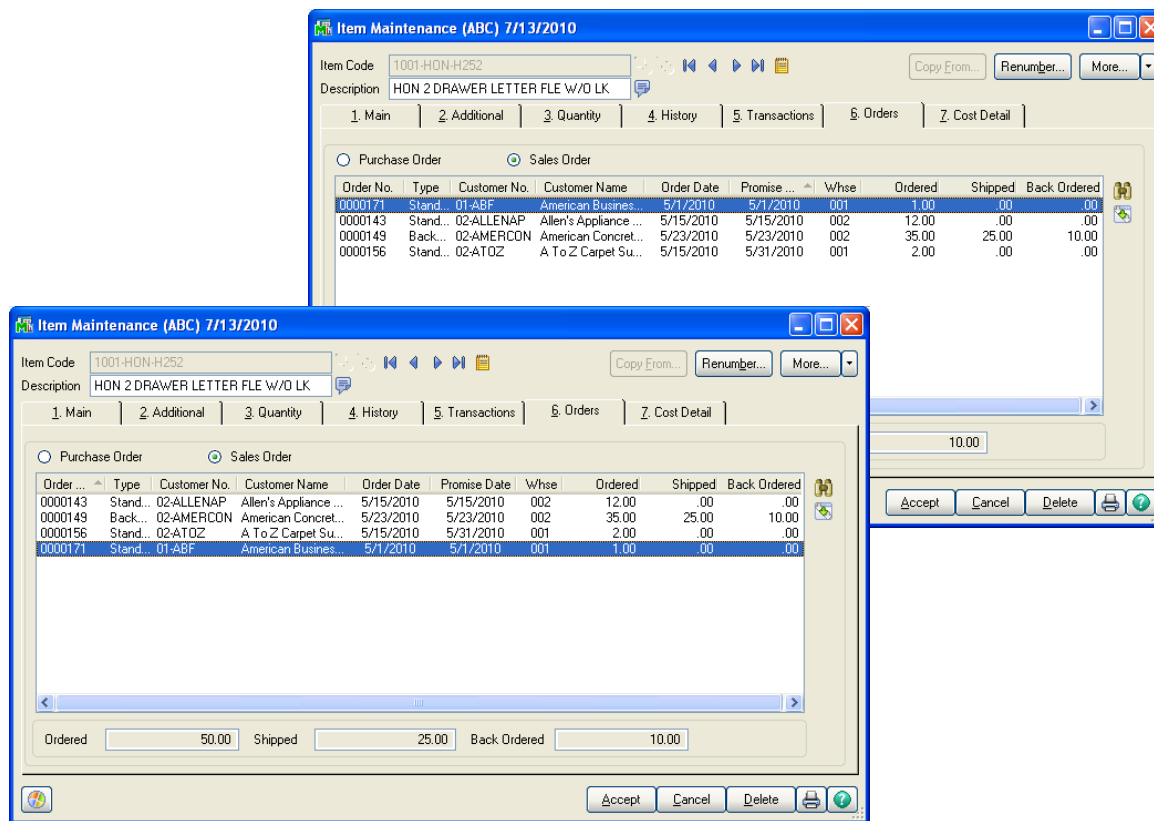 Item Maintenance (ABC) 7/13/2010
Item Code 1001-HON-H252 Copy From... Renumber... More...
Description HON 2 DRAWER LETTER FLE W/O LK
1. Main 2. Additional 3. Quantity 4. History 5. Transactions 6. Orders 7. Cost Detail
Purchase Order Sales Order
Order No. Type Customer No. Customer Name Order Date Promise ... Whse Ordered Shipped Back Ordered
0000171 Stand... 01-ABF American Busines... 5/1/2010 5/1/2010 001 1.00 .00 .00
0000143 Stand... 02-ALLENAP Allen's Appliance ... 5/15/2010 5/15/2010 002 12.00 .00 .00
0000149 Back... 02-AMERCON American Concret... 5/23/2010 5/23/2010 002 35.00 25.00 10.00
0000156 Stand... 02-ATOZ A To Z Carpet Su... 5/15/2010 5/31/2010 001 2.00 .00 .00
10.00
Accept Cancel Delete
Item Maintenance (ABC) 7/13/2010
Item Code 1001-HON-H252 Copy From... Renumber... More...
Description HON 2 DRAWER LETTER FLE W/O LK
1. Main 2. Additional 3. Quantity 4. History 5. Transactions 6. Orders 7. Cost Detail
Purchase Order Sales Order
Order ... Type Customer No. Customer Name Order Date Promise Date Whse Ordered Shipped Back Ordered
0000143 Stand... 02-ALLENAP Allen's Appliance ... 5/15/2010 5/15/2010 002 12.00 .00 .00
0000149 Back... 02-AMERCON American Concret... 5/23/2010 5/23/2010 002 35.00 25.00 10.00
0000156 Stand... 02-ATOZ A To Z Carpet Su... 5/15/2010 5/31/2010 001 2.00 .00 .00
0000171 Stand... 01-ABF American Busines... 5/1/2010 5/1/2010 001 1.00 .00 .00
Ordered 50.00 Shipped 25.00 Back Ordered 10.00
Accept Cancel Delete